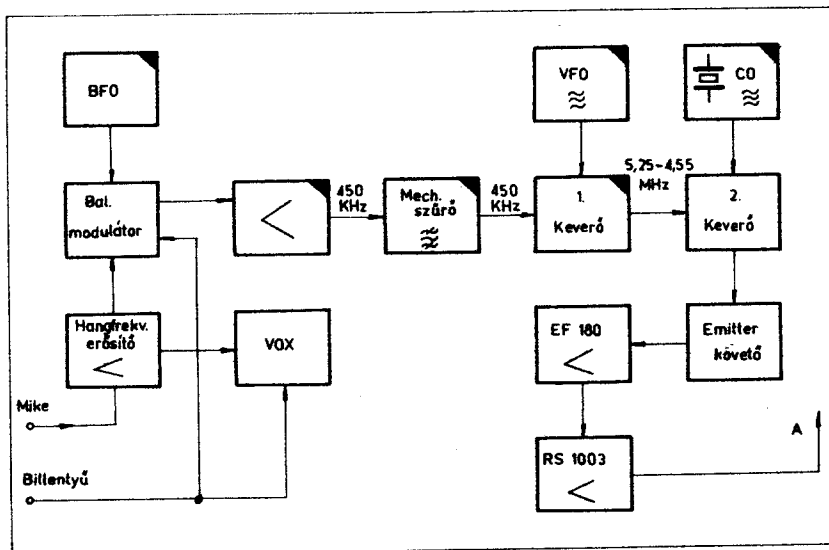 BFO
VFO
CO
Bal.
modulátor
450
KHz
Mech.
szűrő
450
KHz
1.
Keverő
5,25-4,55
MHz
2.
Keverő
Hangfrekv.
erősítő
VOX
EF 180
Emitter
követő
Mike
Billentyű
RS 1003
A